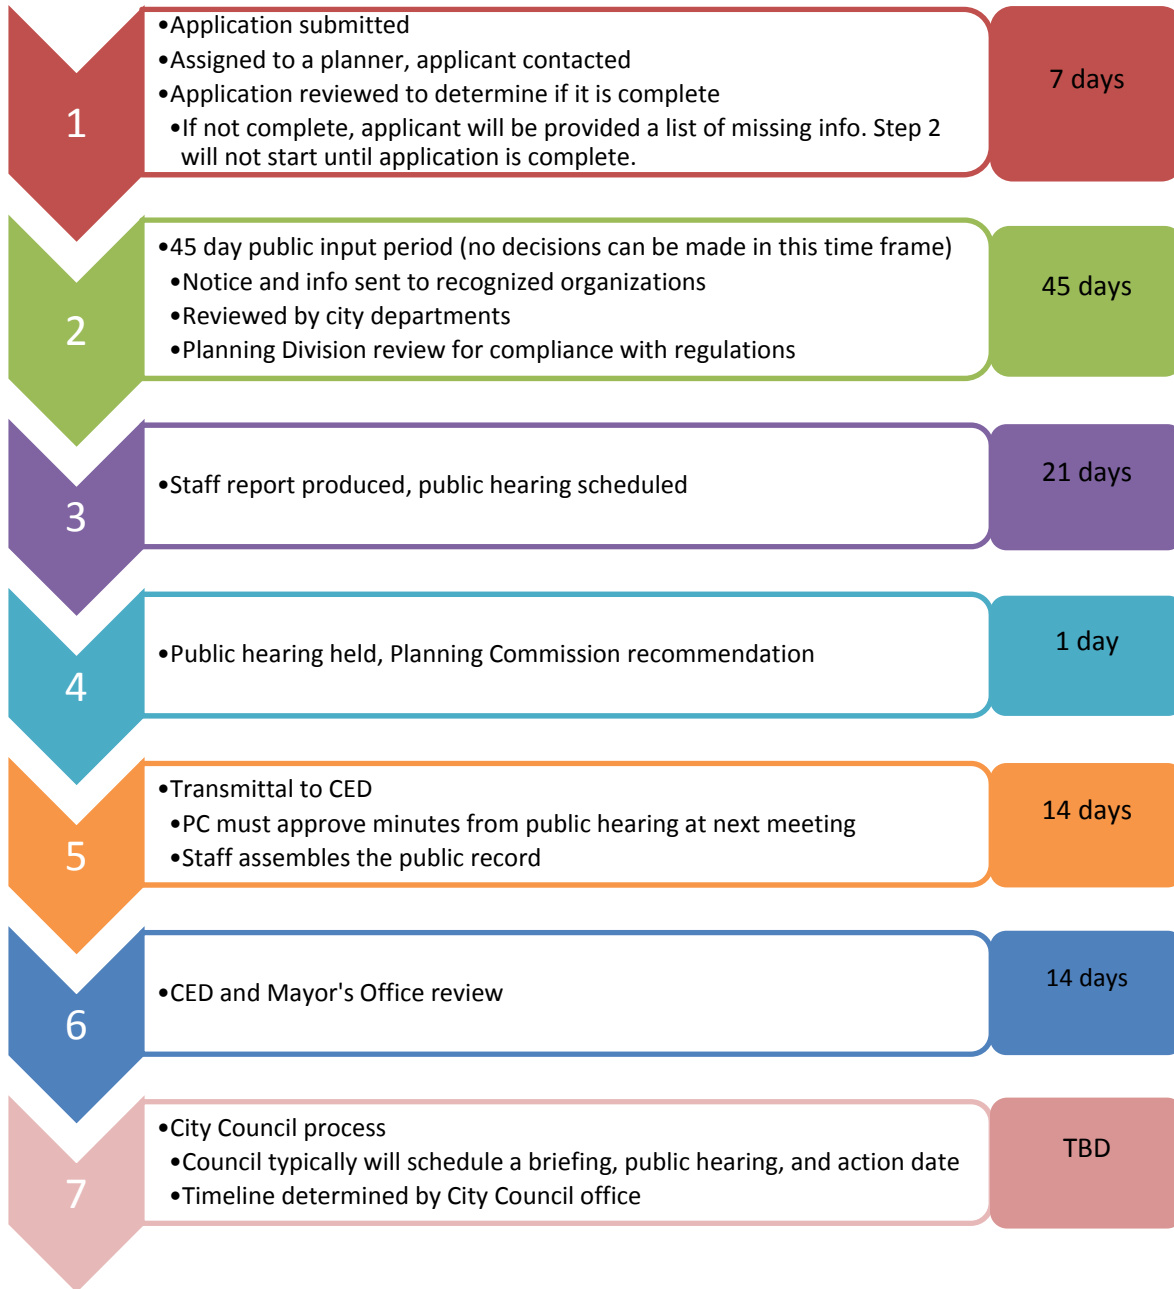 1
•Application submitted
•Assigned to a planner, applicant contacted
•Application reviewed to determine if it is complete
•If not complete, applicant will be provided a list of missing info. Step 2
will not start until application is complete.
7 days
2
•45 day public input period (no decisions can be made in this time frame)
•Notice and info sent to recognized organizations
•Reviewed by city departments
•Planning Division review for compliance with regulations
45 days
3
•Staff report produced, public hearing scheduled
21 days
4
•Public hearing held, Planning Commission recommendation
1 day
5
•Transmittal to CED
•PC must approve minutes from public hearing at next meeting
•Staff assembles the public record
14 days
6
•CED and Mayor's Office review
14 days
7
•City Council process
•Council typically will schedule a briefing, public hearing, and action date
•Timeline determined by City Council office
TBD